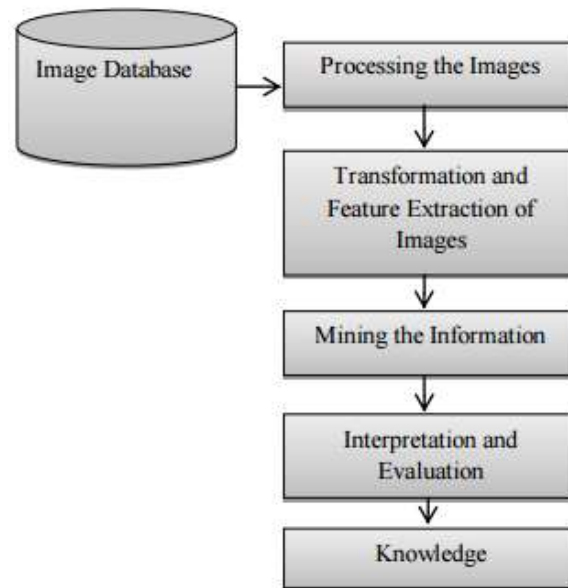 Image Database
Processing the Images
Transformation and
Feature Extraction of
Images
Mining the Information
Interpretation and
Evaluation
Knowledge